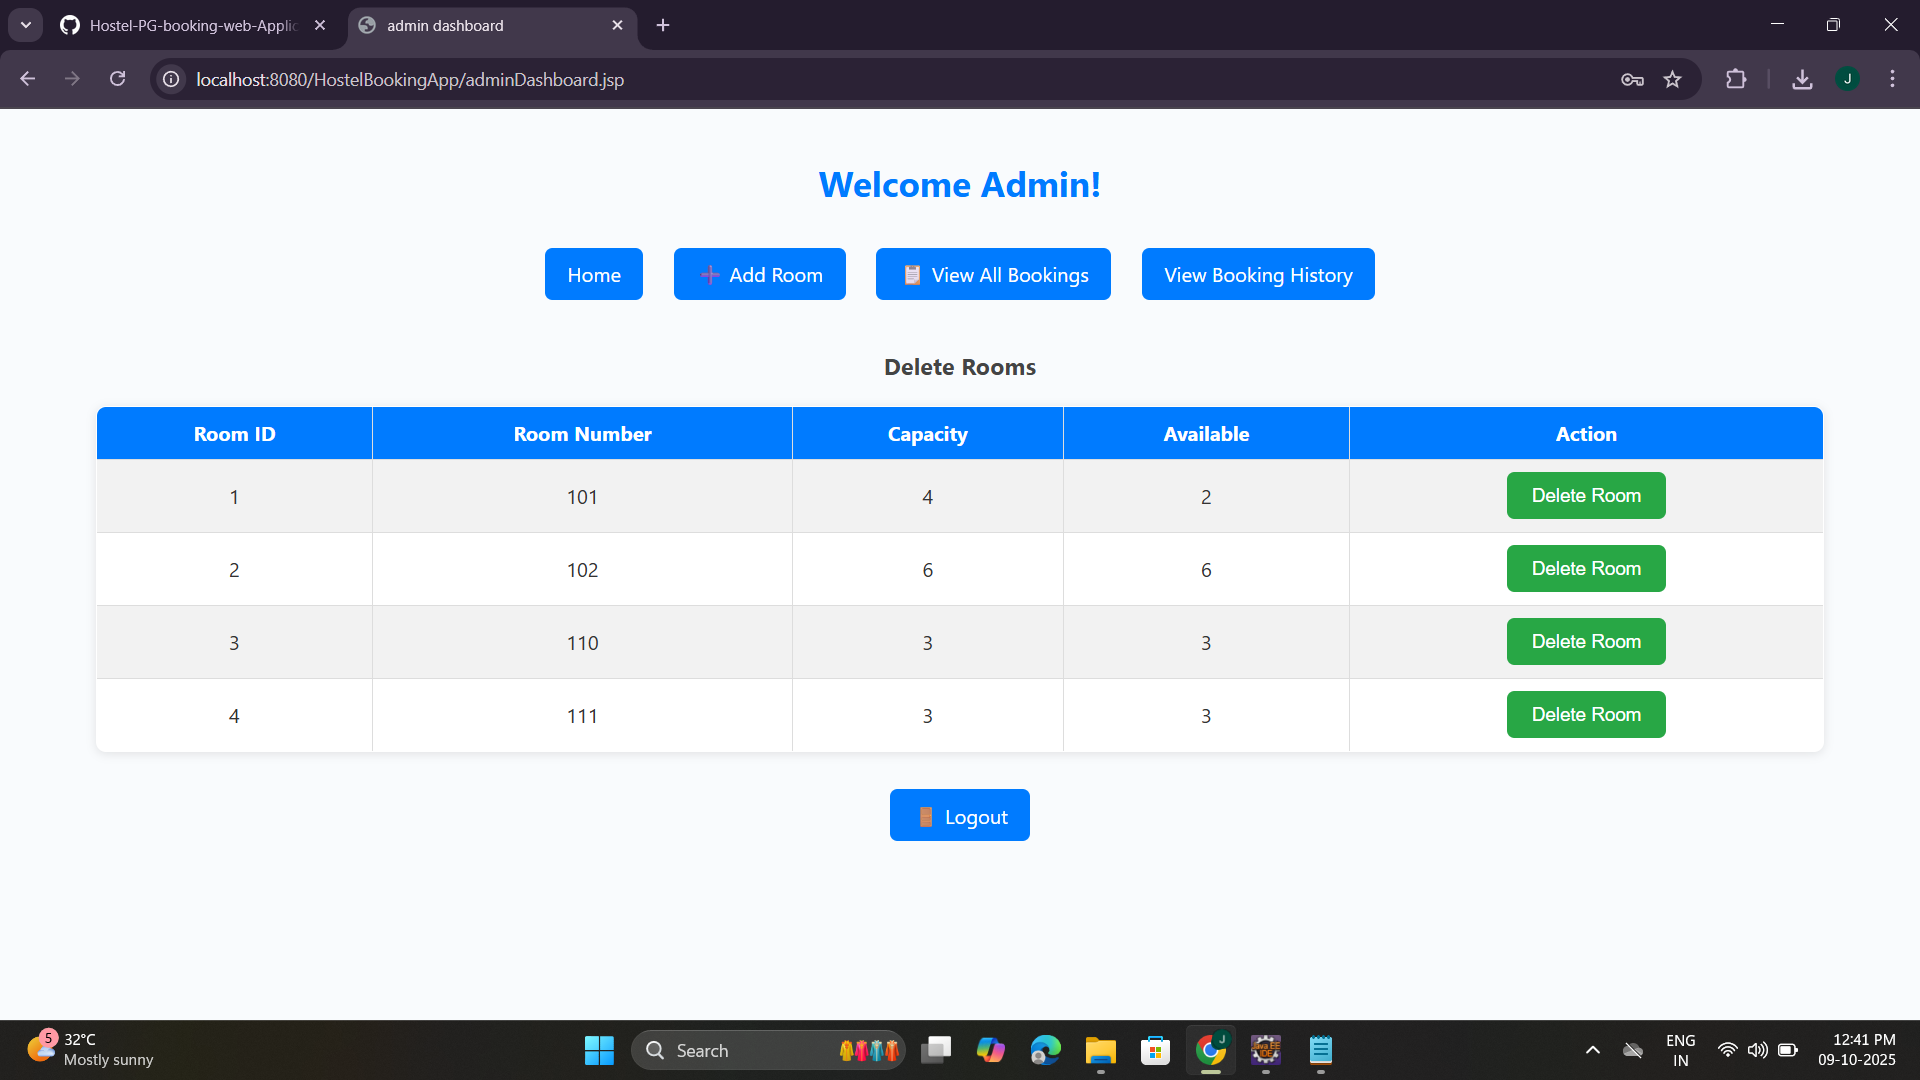 Hostel-PG-booking-web-Applic
admin dashboard
localhost:8080/HostelBookingApp/adminDashboard.jsp
J
Welcome Admin!
Home
Add Room
View All Bookings
View Booking History
Delete Rooms
Room ID Room Number Capacity Available Action
1 101 4 2 Delete Room
2 102 6 6 Delete Room
3 110 3 3 Delete Room
4 111 3 3 Delete Room
Logout
5
32°C
Mostly sunny
Search
J
Java EE
IDE
ENG
IN
12:41 PM
09-10-2025